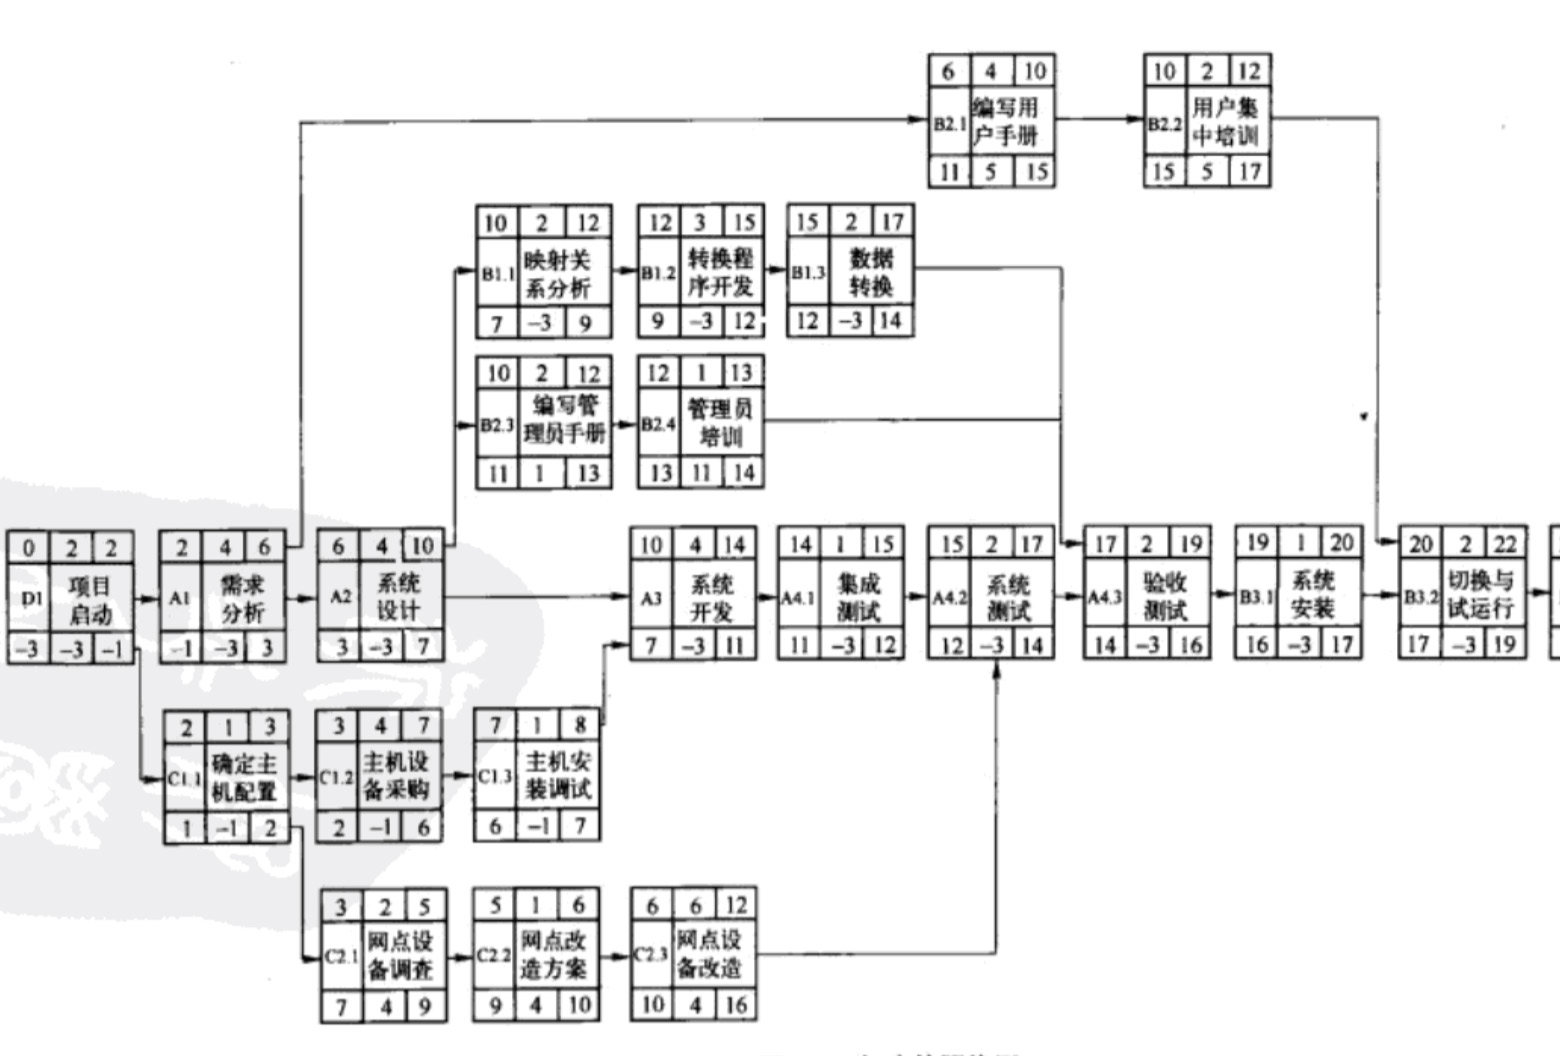 6 4 10
B2.1 编写用
户手册
11 5 15
10 2 12
B2.2 用户集
中培训
15 5 17
10 2 12
B1.1 映射关
系分析
7 -3 9
12 3 15
B1.2 转换程
序开发
9 -3 12
15 2 17
B1.3 数据
转换
12 -3 14
10 2 12
B2.3 编写管
理员手册
11 1 13
12 1 13
B2.4 管理员
培训
13 11 14
0 2 2
D1 项目
启动
-3 -3 -1
2 4 6
A1 需求
分析
-1 -3 3
6 4 10
A2 系统
设计
3 -3 7
10 4 14
A3 系统
开发
7 -3 11
14 1 15
A4.1 集成
测试
11 -3 12
15 2 17
A4.2 系统
测试
12 -3 14
17 2 19
A4.3 验收
测试
14 -3 16
19 1 20
B3.1 系统
安装
16 -3 17
20 2 22
B3.2 切换与
试运行
17 -3 19
2 1 3
C1.1 确定主
机配置
1 -1 2
3 4 7
C1.2 主机设
备采购
2 -1 6
7 1 8
C1.3 主机安
装调试
6 -1 7
3 2 5
C2.1 网点设
备调查
7 4 9
5 1 6
C2.2 网点改
造方案
9 4 10
6 6 12
C2.3 网点设
备改造
10 4 16